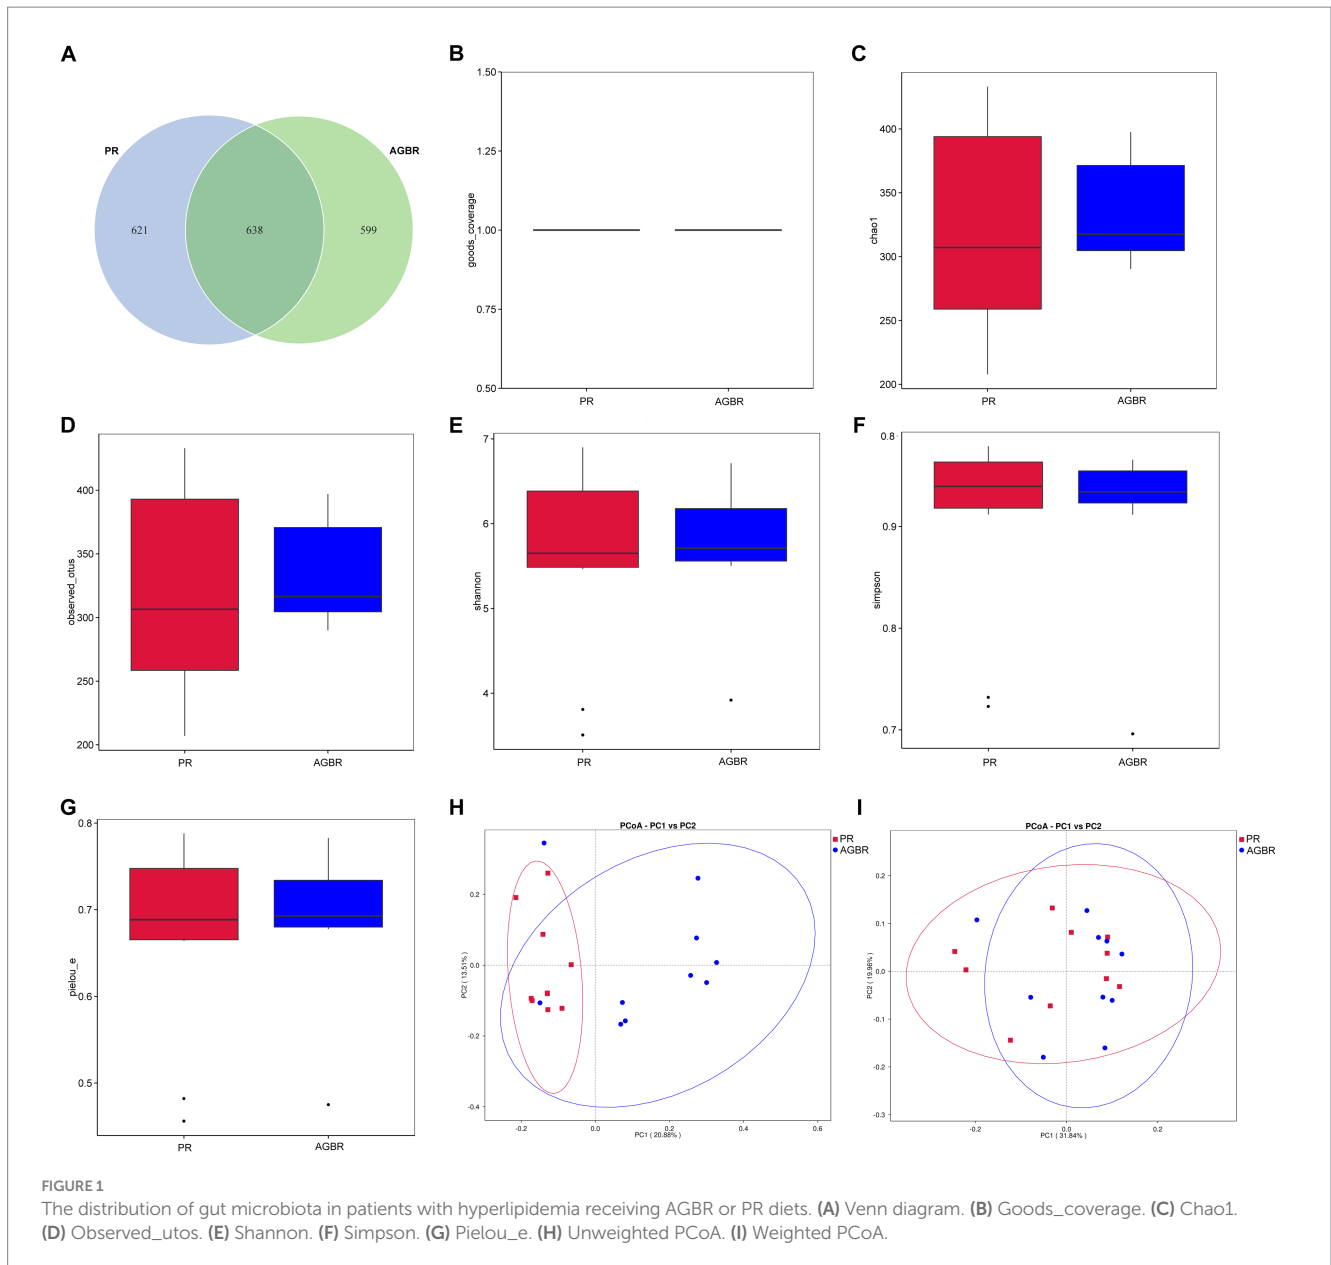 A
PR
AGBR
621
638
599
B
goods_coverage
1.50
1.25
1.00
0.75
0.50
PR
AGBR
C
chao1
400
350
300
250
200
PR
AGBR
D
observed_otus
400
350
300
250
200
PR
AGBR
E
shannon
7
6
5
4
PR
AGBR
F
simpson
0.8
0.9
0.8
0.7
PR
AGBR
G
pielou_e
0.8
0.7
0.6
0.5
PR
AGBR
H
PCoA - PC1 vs PC2
PR
AGBR
PC2 ( 13.51% )
0.2
0.0
-0.2
-0.4
-0.2
0.0
0.2
0.4
0.6
PC1 ( 20.88% )
I
PCoA - PC1 vs PC2
PR
AGBR
PC2 ( 19.96% )
0.2
0.1
0.0
-0.1
-0.2
-0.3
-0.2
0.0
0.2
PC1 ( 31.84% )
FIGURE 1
The distribution of gut microbiota in patients with hyperlipidemia receiving AGBR or PR diets. (A) Venn diagram. (B) Goods_coverage. (C) Chao1.
(D) Observed_utos. (E) Shannon. (F) Simpson. (G) Pielou_e. (H) Unweighted PCoA. (I) Weighted PCoA.